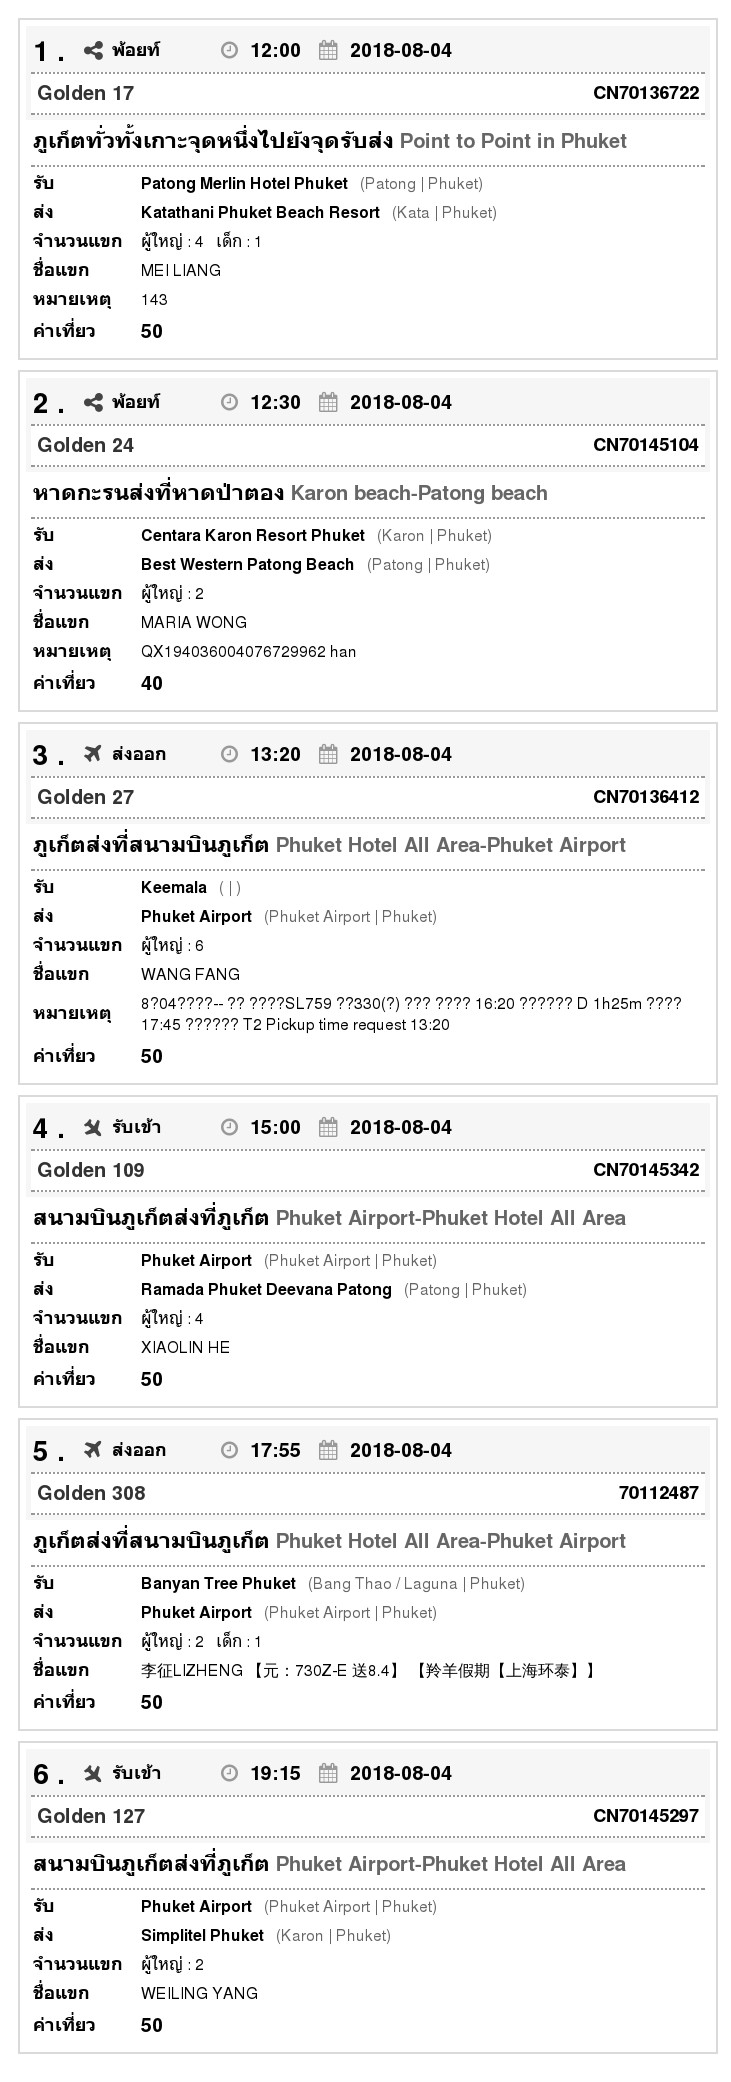 1 . พ้อยท์ 12:00 2018-08-04
Golden 17 CN70136722
ภูเก็ตทั่วทั้งเกาะจุดหนึ่งไปยังจุดรับส่ง Point to Point in Phuket
รับ Patong Merlin Hotel Phuket (Patong | Phuket)
ส่ง Katathani Phuket Beach Resort (Kata | Phuket)
จำนวนแขก ผู้ใหญ่ : 4 เด็ก : 1
ชื่อแขก MEI LIANG
หมายเหตุ 143
ค่าเที่ยว 50
2 . พ้อยท์ 12:30 2018-08-04
Golden 24 CN70145104
หาดกะรนส่งที่หาดป่าตอง Karon beach-Patong beach
รับ Centara Karon Resort Phuket (Karon | Phuket)
ส่ง Best Western Patong Beach (Patong | Phuket)
จำนวนแขก ผู้ใหญ่ : 2
ชื่อแขก MARIA WONG
หมายเหตุ QX194036004076729962 han
ค่าเที่ยว 40
3 . ส่งออก 13:20 2018-08-04
Golden 27 CN70136412
ภูเก็ตส่งที่สนามบินภูเก็ต Phuket Hotel All Area-Phuket Airport
รับ Keemala ( | )
ส่ง Phuket Airport (Phuket Airport | Phuket)
จำนวนแขก ผู้ใหญ่ : 6
ชื่อแขก WANG FANG
หมายเหตุ 8?04????-- ?? ????SL759 ??330(?) ??? ???? 16:20 ?????? D 1h25m ????
17:45 ?????? T2 Pickup time request 13:20
ค่าเที่ยว 50
4 . รับเข้า 15:00 2018-08-04
Golden 109 CN70145342
สนามบินภูเก็ตส่งที่ภูเก็ต Phuket Airport-Phuket Hotel All Area
รับ Phuket Airport (Phuket Airport | Phuket)
ส่ง Ramada Phuket Deevana Patong (Patong | Phuket)
จำนวนแขก ผู้ใหญ่ : 4
ชื่อแขก XIAOLIN HE
ค่าเที่ยว 50
5 . ส่งออก 17:55 2018-08-04
Golden 308 70112487
ภูเก็ตส่งที่สนามบินภูเก็ต Phuket Hotel All Area-Phuket Airport
รับ Banyan Tree Phuket (Bang Thao / Laguna | Phuket)
ส่ง Phuket Airport (Phuket Airport | Phuket)
จำนวนแขก ผู้ใหญ่ : 2 เด็ก : 1
ชื่อแขก 李征LIZHENG 【元：730Z-E 送8.4】 【羚羊假期【上海环泰】】
ค่าเที่ยว 50
6 . รับเข้า 19:15 2018-08-04
Golden 127 CN70145297
สนามบินภูเก็ตส่งที่ภูเก็ต Phuket Airport-Phuket Hotel All Area
รับ Phuket Airport (Phuket Airport | Phuket)
ส่ง Simplitel Phuket (Karon | Phuket)
จำนวนแขก ผู้ใหญ่ : 2
ชื่อแขก WEILING YANG
ค่าเที่ยว 50